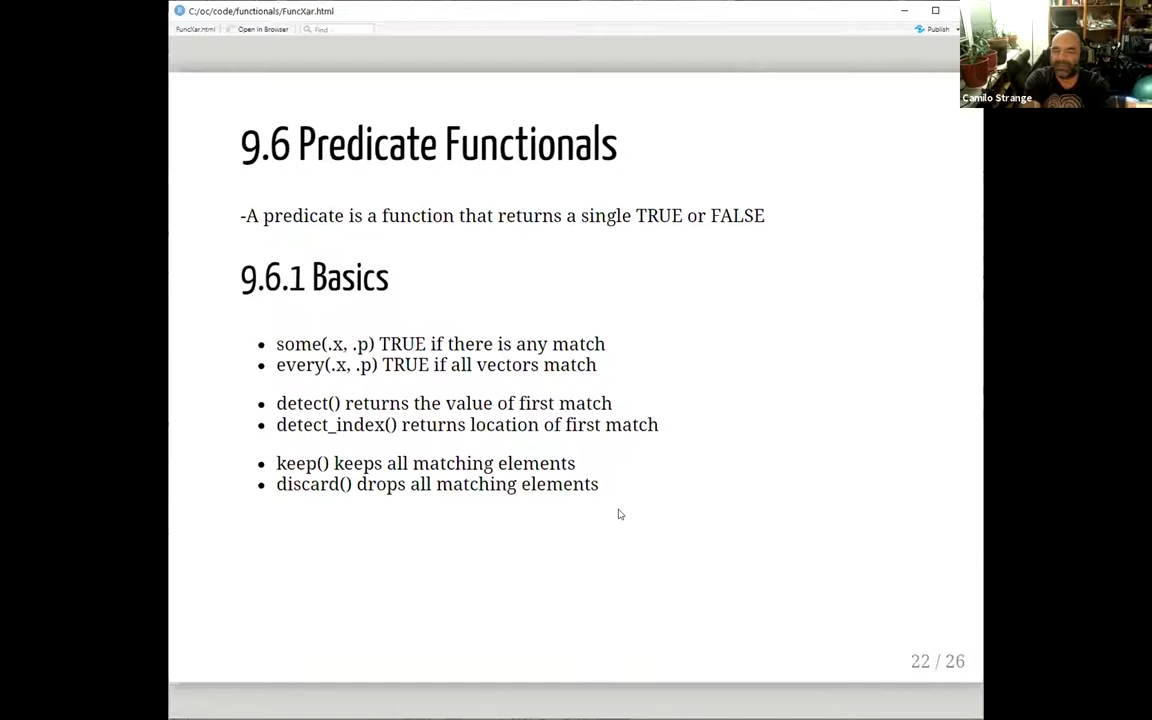 C:/oc/code/functionals/FuncXar.html
FuncXar.html
Open in Browser
Find
Publish
Camilo Strange
9.6 Predicate Functionals
-A predicate is a function that returns a single TRUE or FALSE
9.6.1 Basics
• some(.x, .p) TRUE if there is any match
• every(.x, .p) TRUE if all vectors match
• detect() returns the value of first match
• detect_index() returns location of first match
• keep() keeps all matching elements
• discard() drops all matching elements
22 / 26